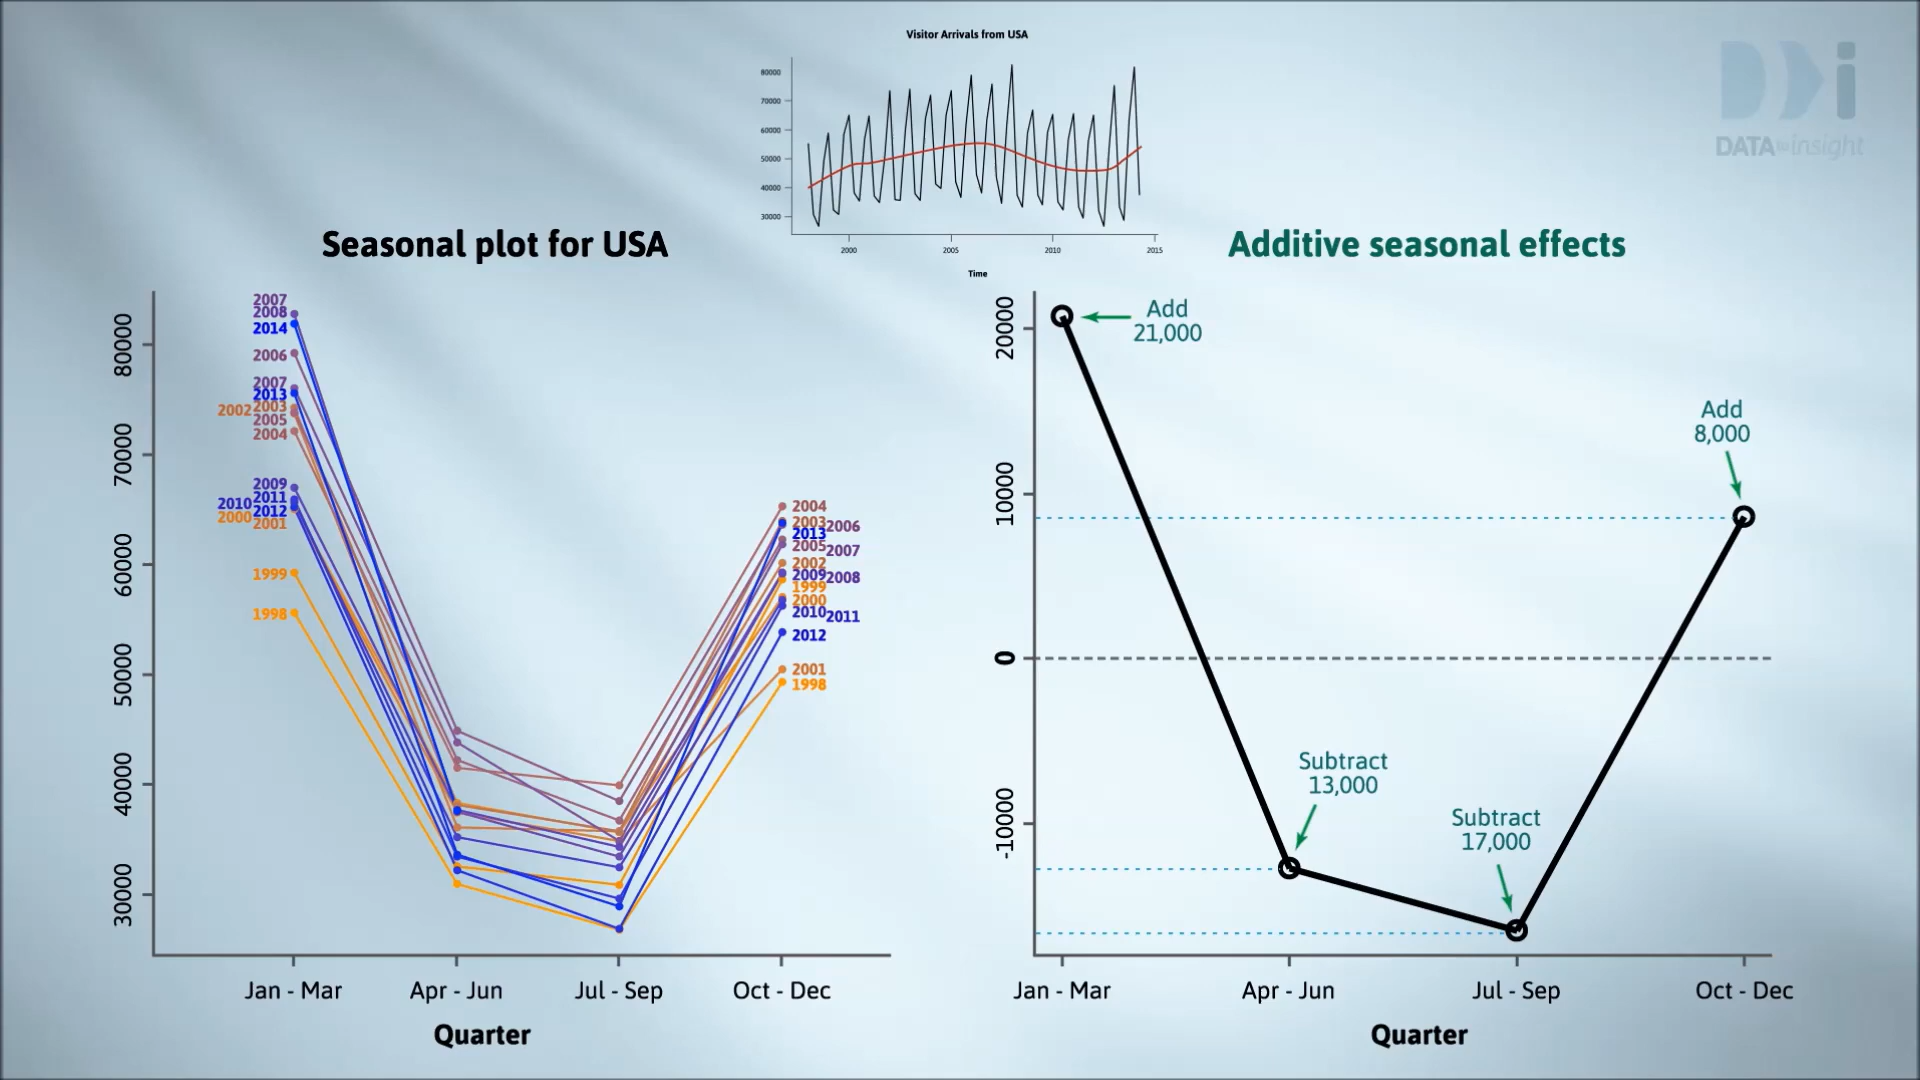 Visitor Arrivals from USA
80000
70000
60000
50000
40000
30000
2000
2005
2010
2015
Time
DATA to insight
Seasonal plot for USA
80000
70000
60000
50000
40000
30000
2007
2008
2014
2006
2007
2013
2002 2003
2005
2004
2009
2011
2010
2012
2000
2001
1999
1998
2004
2003 2006
2013
2005 2007
2002
2009 2008
1999
2000
2010 2011
2012
2001
1998
Jan - Mar
Apr - Jun
Jul - Sep
Oct - Dec
Quarter
Additive seasonal effects
20000
10000
0
-10000
Add
21,000
Subtract
13,000
Subtract
17,000
Add
8,000
Jan - Mar
Apr - Jun
Jul - Sep
Oct - Dec
Quarter